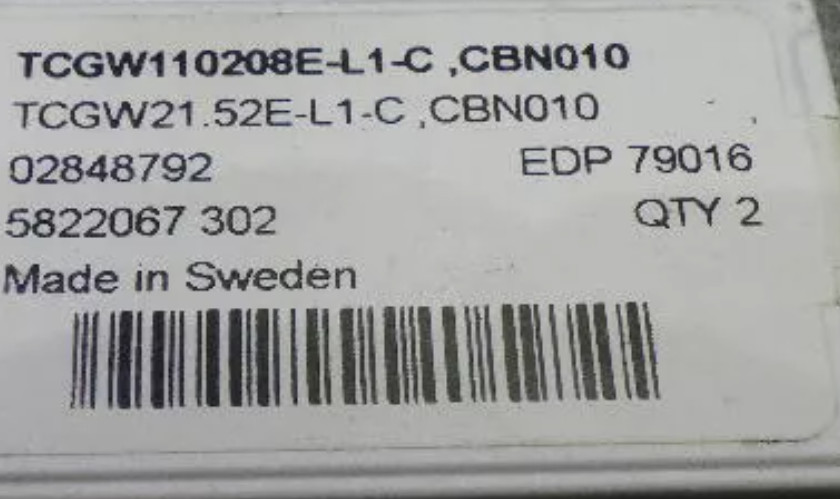 TCGW110208E-L1-C ,CBN010
TCGW21.52E-L1-C ,CBN010
02848792 EDP 79016
5822067 302 QTY 2
Made in Sweden